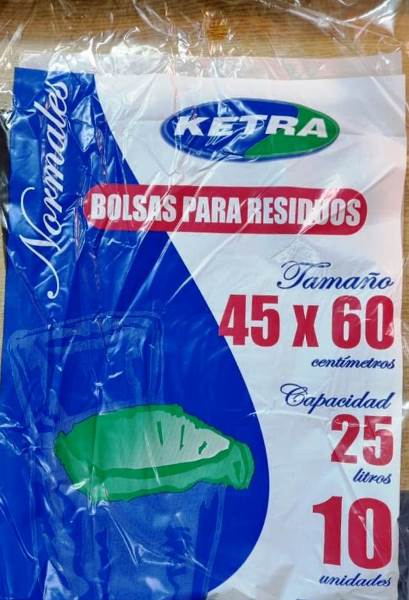 Normales
KETRA
BOLSAS PARA RESIDUOS
Tamaño
45 x 60
centímetros
Capacidad
25
litros
10
unidades